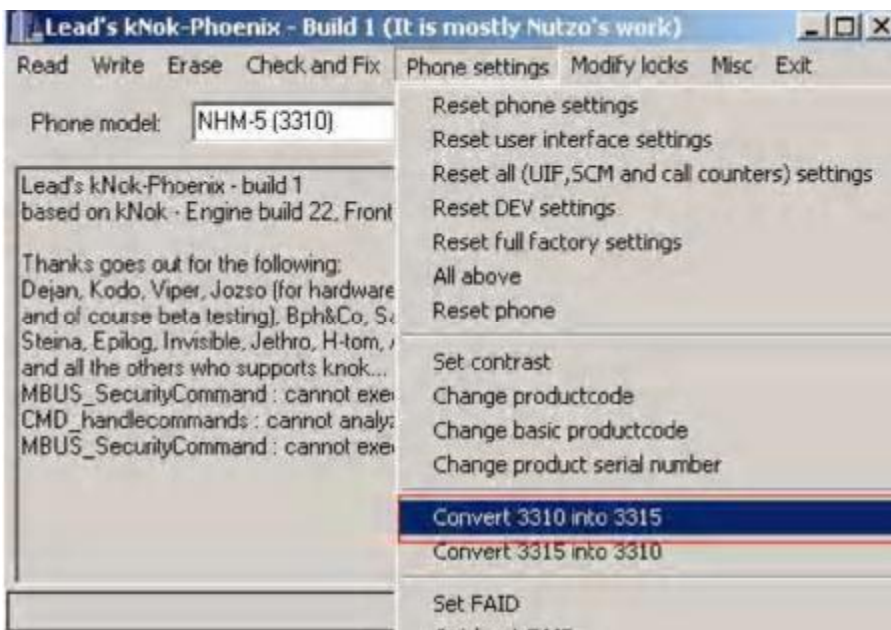 Lead's kNok-Phoenix - Build 1 (It is mostly Nutzo's work)
Read Write Erase Check and Fix Phone settings Modify locks Misc Exit
Phone model: NHM-5 (3310)
Lead's kNok-Phoenix - build 1
based on kNok - Engine build 22, Front
Thanks goes out for the following:
Dejan, Kodo, Viper, Jozso (for hardware
and of course beta testing), Bph&Co,
Steina, Epilog, Invisible, Jethro, H-tom,
and all the others who supports knok...
MBUS_SecurityCommand : cannot exe
CMD_handlecommands : cannot analy
MBUS_SecurityCommand : cannot exe
Reset phone settings
Reset user interface settings
Reset all (UIF,SCM and call counters) settings
Reset DEV settings
Reset full factory settings
All above
Reset phone
Set contrast
Change productcode
Change basic productcode
Change product serial number
Convert 3310 into 3315
Convert 3315 into 3310
Set FAID